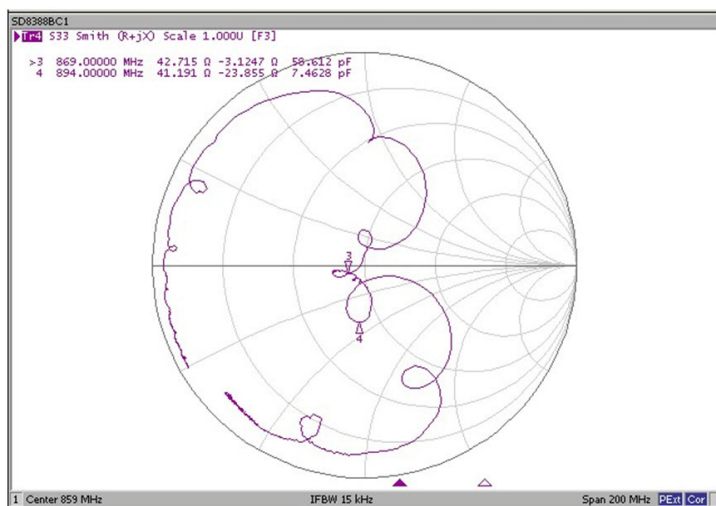 SD8388BC1
Tr4 S33 Smith (R+jX) Scale 1.000U [F3]
>3 869.00000 MHz 42.715 Ω -3.1247 Ω 58.612 pF
4 894.00000 MHz 41.191 Ω -23.855 Ω 7.4628 pF
3
4
1 Center 859 MHz IFBW 15 kHz Span 200 MHz PExt Cor